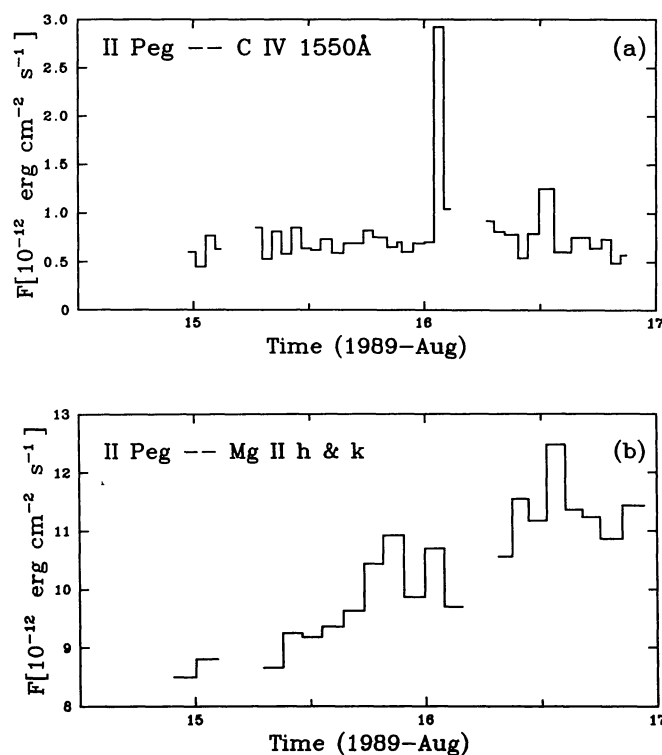 II Peg -- C IV 1550Å
(a)
F[10⁻¹² erg cm⁻² s⁻¹]
3.0
2.5
2.0
1.5
1.0
0.5
0
15
16
17
Time (1989-Aug)
II Peg -- Mg II h & k
(b)
F[10⁻¹² erg cm⁻² s⁻¹]
13
12
11
10
9
8
15
16
17
Time (1989-Aug)